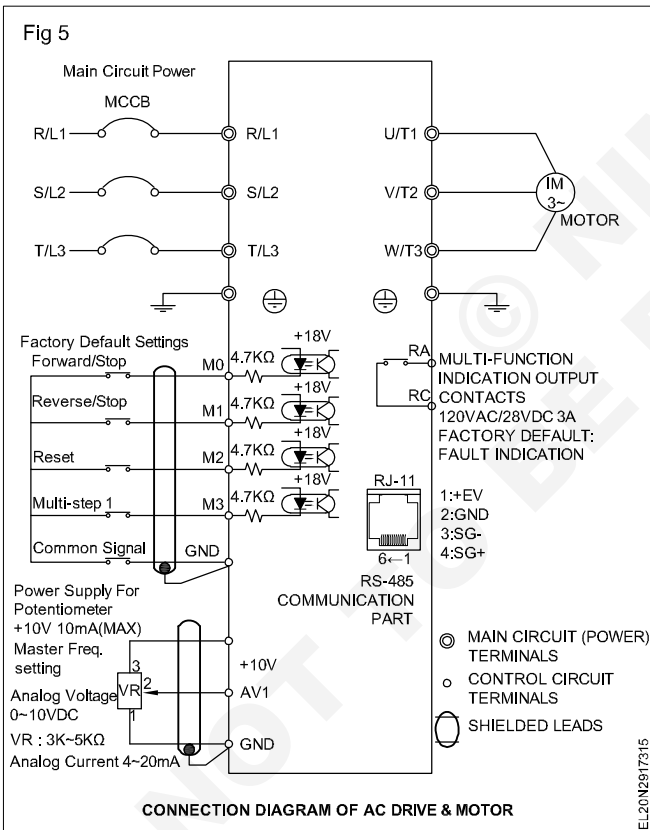 Fig 5
Main Circuit Power
MCCB
R/L1
R/L1
U/T1
S/L2
S/L2
V/T2
IM
3~
MOTOR
T/L3
T/L3
W/T3
Factory Default Settings
Forward/Stop
M0
4.7KΩ
+18V
Reverse/Stop
M1
4.7KΩ
+18V
Reset
M2
4.7KΩ
+18V
Multi-step 1
M3
4.7KΩ
+18V
Common Signal
GND
RA
RC
MULTI-FUNCTION
INDICATION OUTPUT
CONTACTS
120VAC/28VDC 3A
FACTORY DEFAULT:
FAULT INDICATION
RJ-11
6←1
1:+EV
2:GND
3:SG-
4:SG+
RS-485
COMMUNICATION
PART
Power Supply For
Potentiometer
+10V 10mA(MAX)
Master Freq.
setting
3
VR
2
1
+10V
AV1
GND
Analog Voltage
0~10VDC
VR : 3K~5KΩ
Analog Current 4~20mA
MAIN CIRCUIT (POWER)
TERMINALS
CONTROL CIRCUIT
TERMINALS
SHIELDED LEADS
CONNECTION DIAGRAM OF AC DRIVE & MOTOR
EL20N2917315